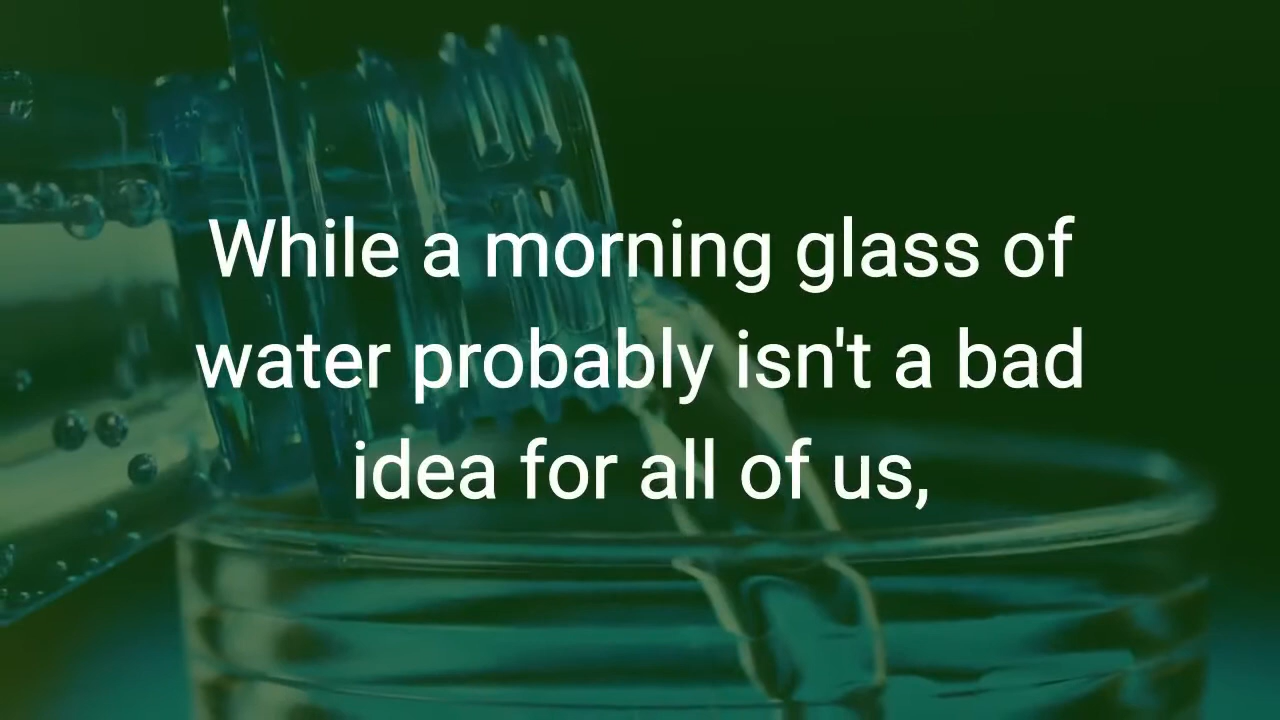 While a morning glass of
water probably isn't a bad
idea for all of us,